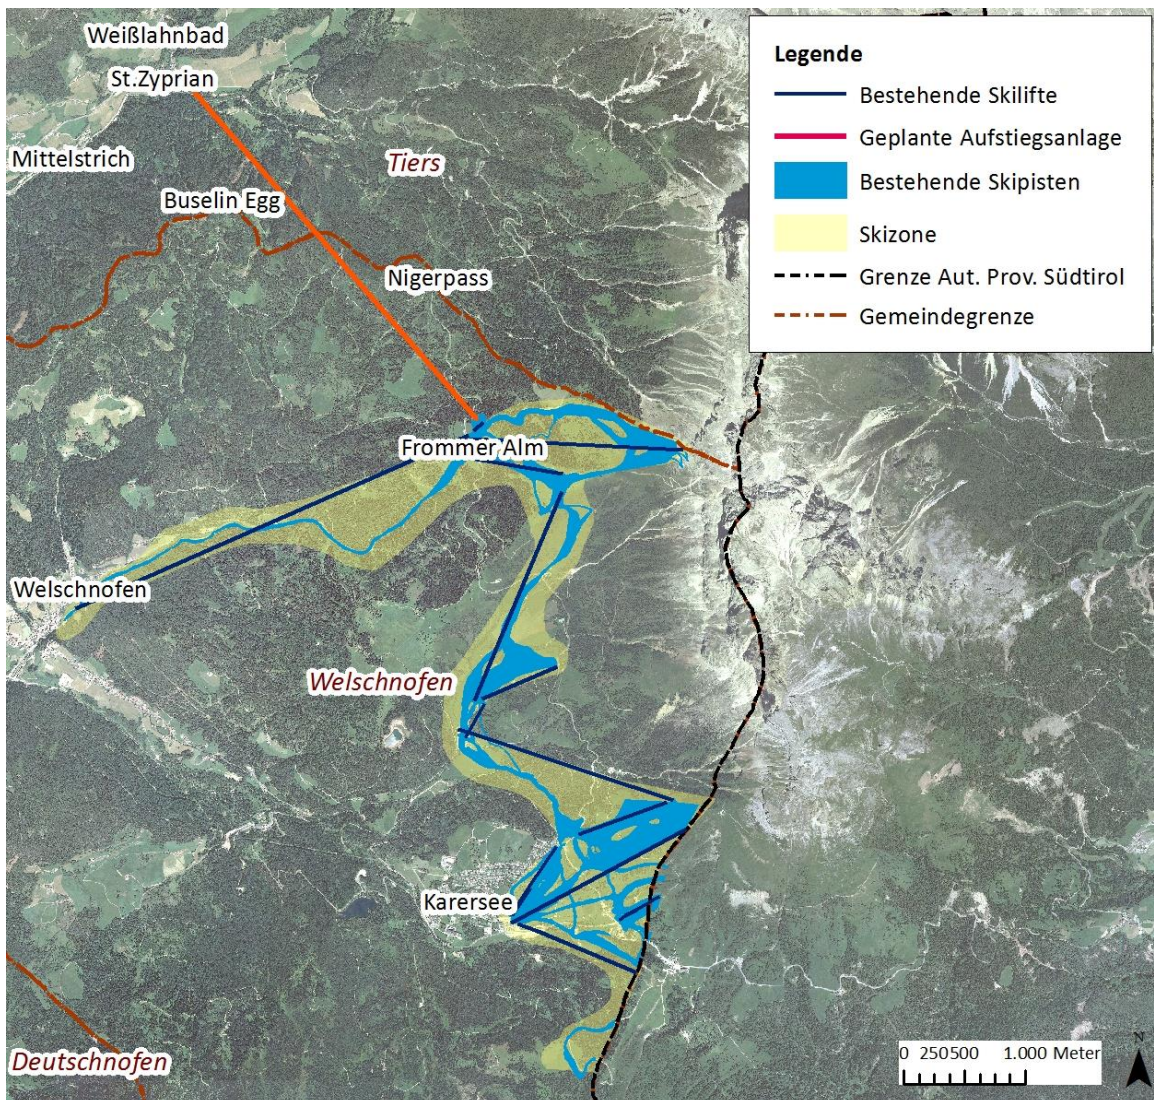 Weißlahnbad
St.Zyprian
Mittelstrich
Tiers
Buselin Egg
Nigerpass
Frommer Alm
Welschnofen
Welschnofen
Karersee
Deutschnofen
Legende
Bestehende Skilifte
Geplante Aufstiegsanlage
Bestehende Skipisten
Skizone
Grenze Aut. Prov. Südtirol
Gemeindegrenze
0 250500 1.000 Meter
N